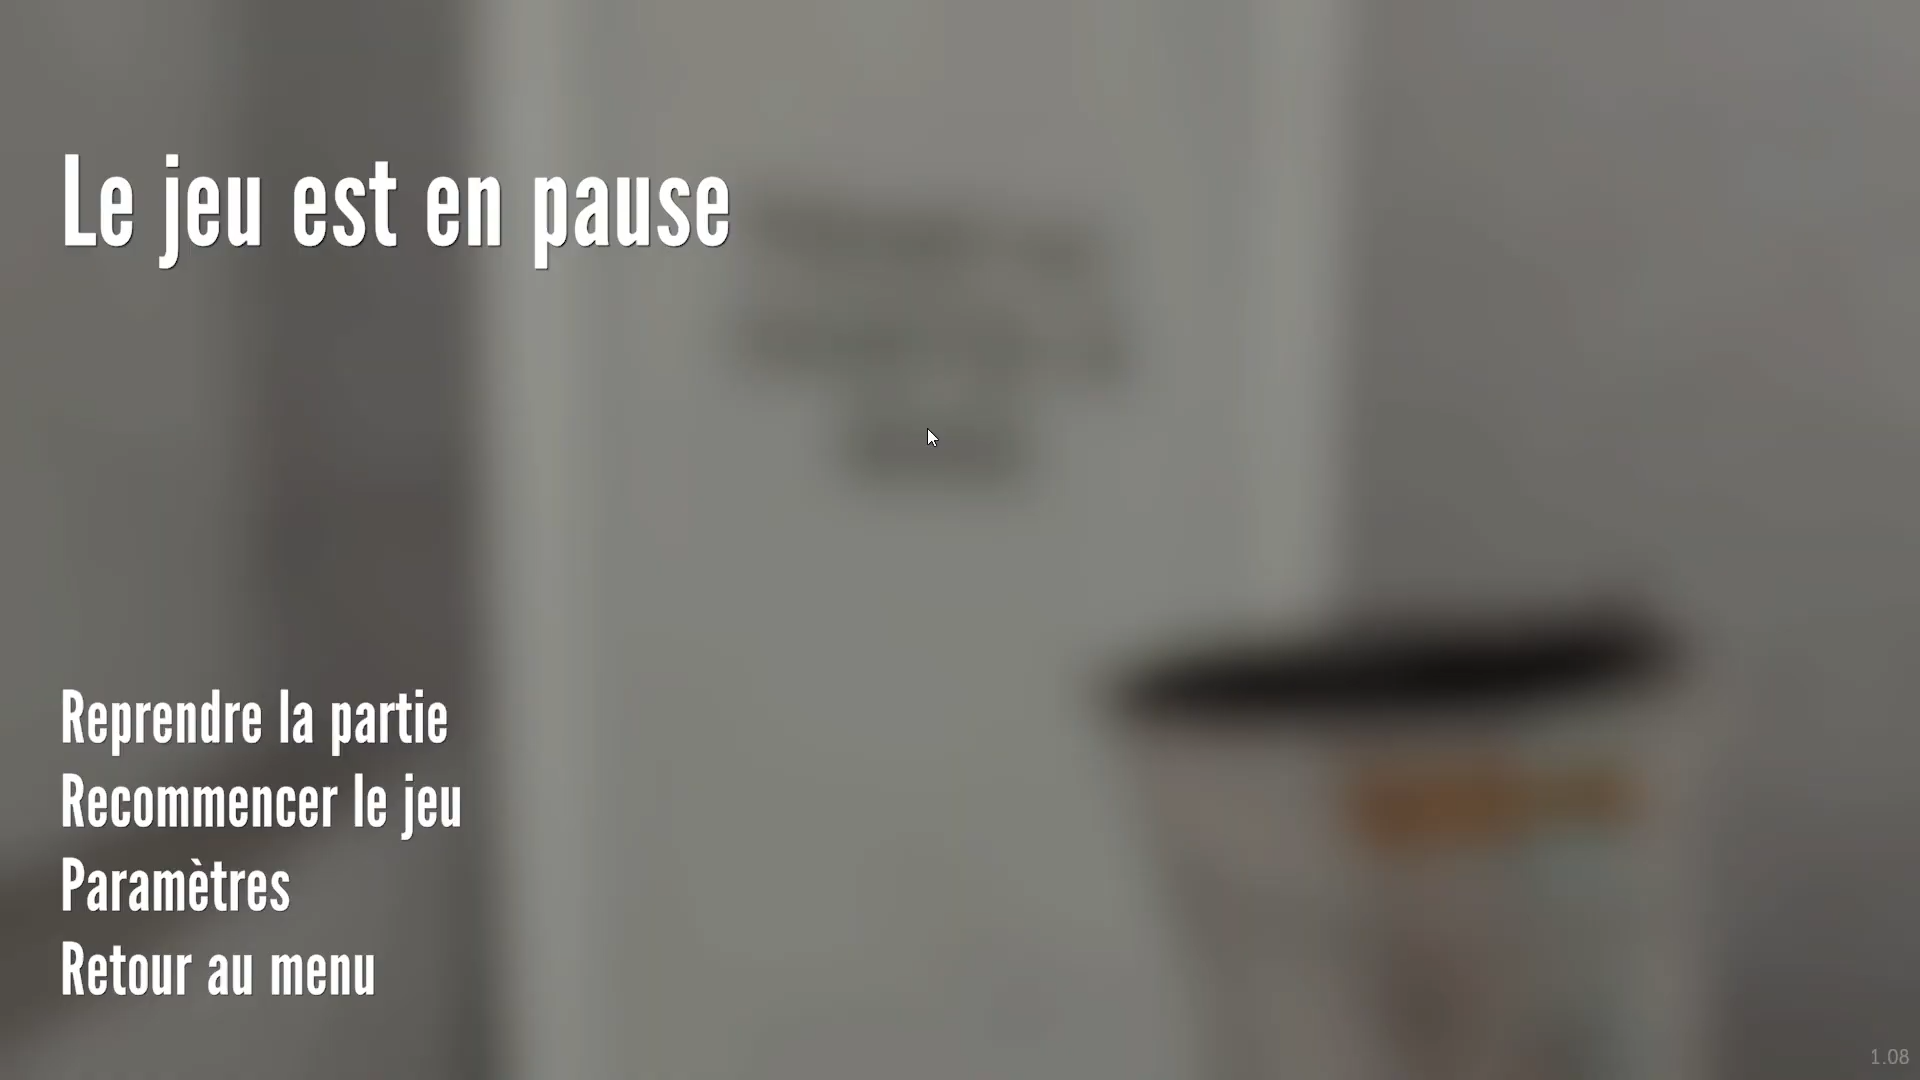 Le jeu est en pause
Reprendre la partie
Recommencer le jeu
Paramètres
Retour au menu
1.08